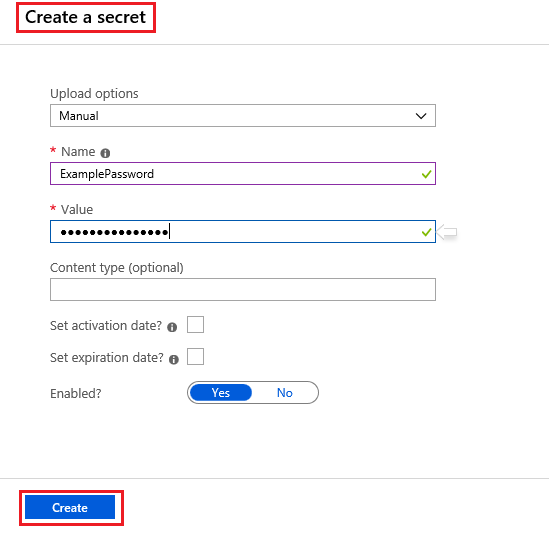 Create a secret
Upload options
Manual
* Name
ExamplePassword
* Value
●●●●●●●●●●●●●●●
Content type (optional)
Set activation date?
Set expiration date?
Enabled? Yes No
Create